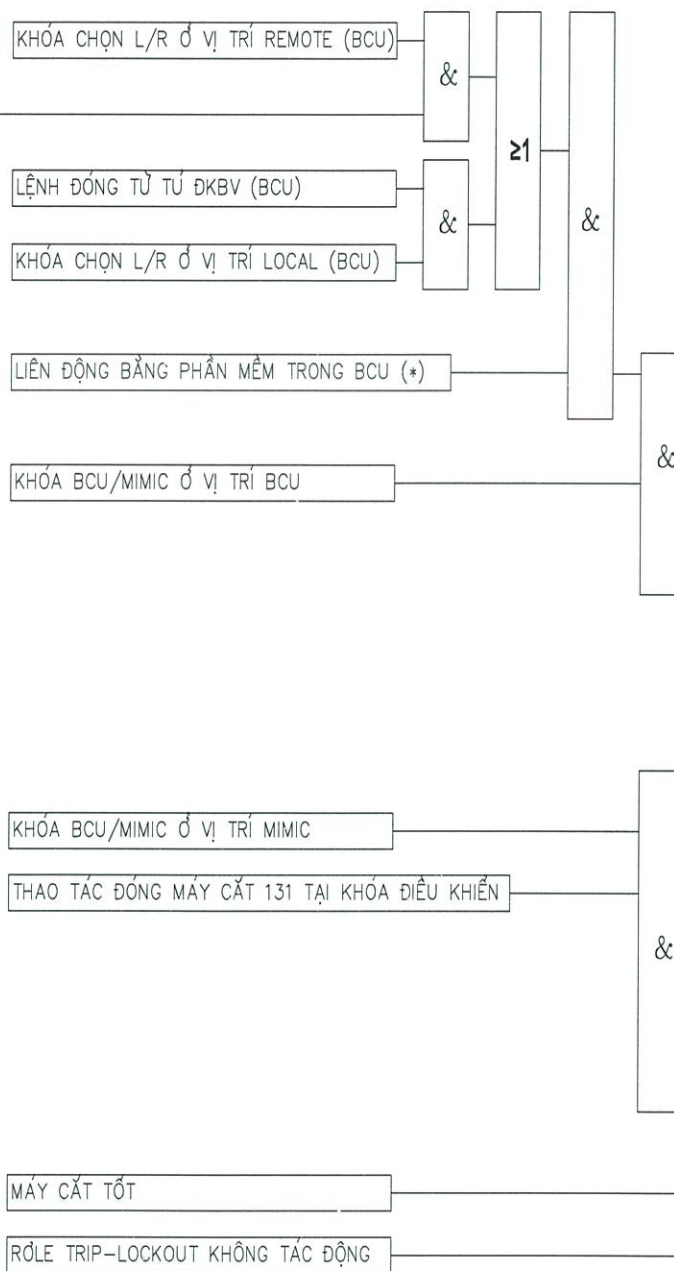 KHÓA CHỌN L/R Ở VỊ TRÍ REMOTE (BCU)
&
≥1
&
LỆNH ĐÓNG TỪ TỦ ĐKBV (BCU)
&
KHÓA CHỌN L/R Ở VỊ TRÍ LOCAL (BCU)
LIÊN ĐỘNG BẰNG PHẦN MỀM TRONG BCU (*)
&
KHÓA BCU/MIMIC Ở VỊ TRÍ BCU
KHÓA BCU/MIMIC Ở VỊ TRÍ MIMIC
THAO TÁC ĐÓNG MÁY CẮT 131 TẠI KHÓA ĐIỀU KHIỂN
&
MÁY CẮT TỐT
RƠLE TRIP-LOCKOUT KHÔNG TÁC ĐỘNG